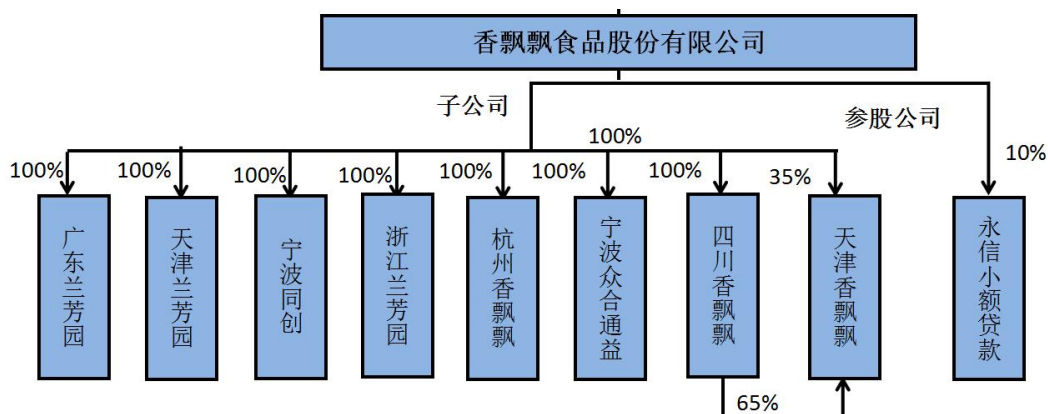 香飘飘食品股份有限公司
子公司
参股公司
100%
100%
100%
100%
100%
100%
100%
100%
35%
10%
广东兰芳园
天津兰芳园
宁波同创
浙江兰芳园
杭州香飘飘
宁波众合通益
四川香飘飘
天津香飘飘
永信小额贷款
65%